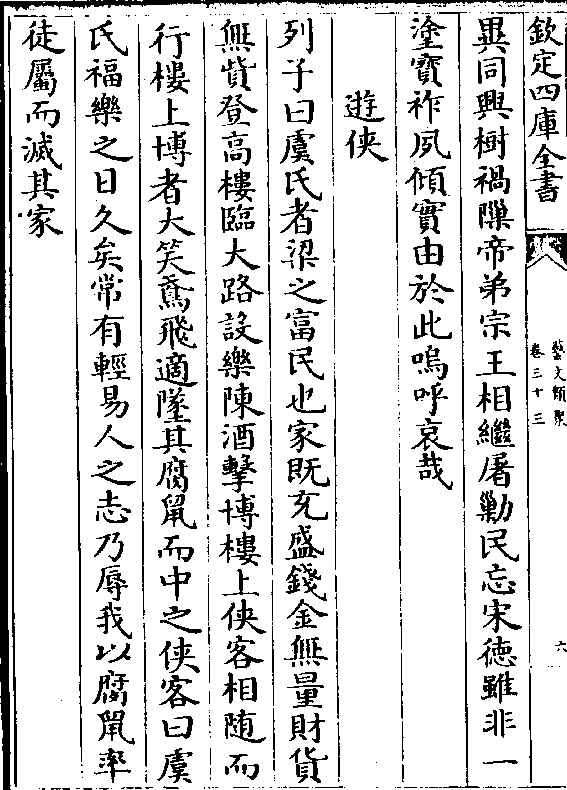 欽定四庫全書
藝文類聚
卷三十三
六
異同興樹禍隟帝弟宗王相繼屠勦民忘宋徳雖非一
塗寳祚夙傾實由於此嗚呼哀哉
遊俠
列子曰虞氏者梁之富民也家既充盛錢金無量財貨
無貲登高樓臨大路設樂陳酒擊博樓上俠客相随而
行樓上博者大笑鳶飛適墜其腐䑕而中之俠客曰虞
氏福樂之日久矣常有輕易人之志乃辱我以腐䑕率
徒屬而滅其家